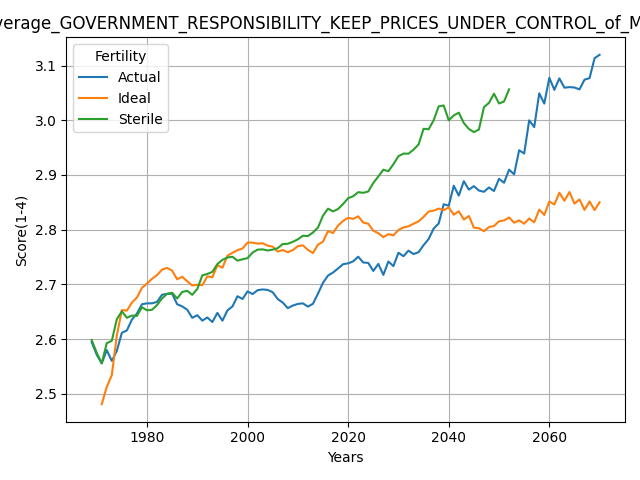 verage_GOVERNMENT_RESPONSIBILITY_KEEP_PRICES_UNDER_CONTROL_of_M
Fertility
Actual
Ideal
Sterile
3.1
3.0
2.9
2.8
2.7
2.6
2.5
Score(1-4)
1980 2000 2020 2040 2060
Years